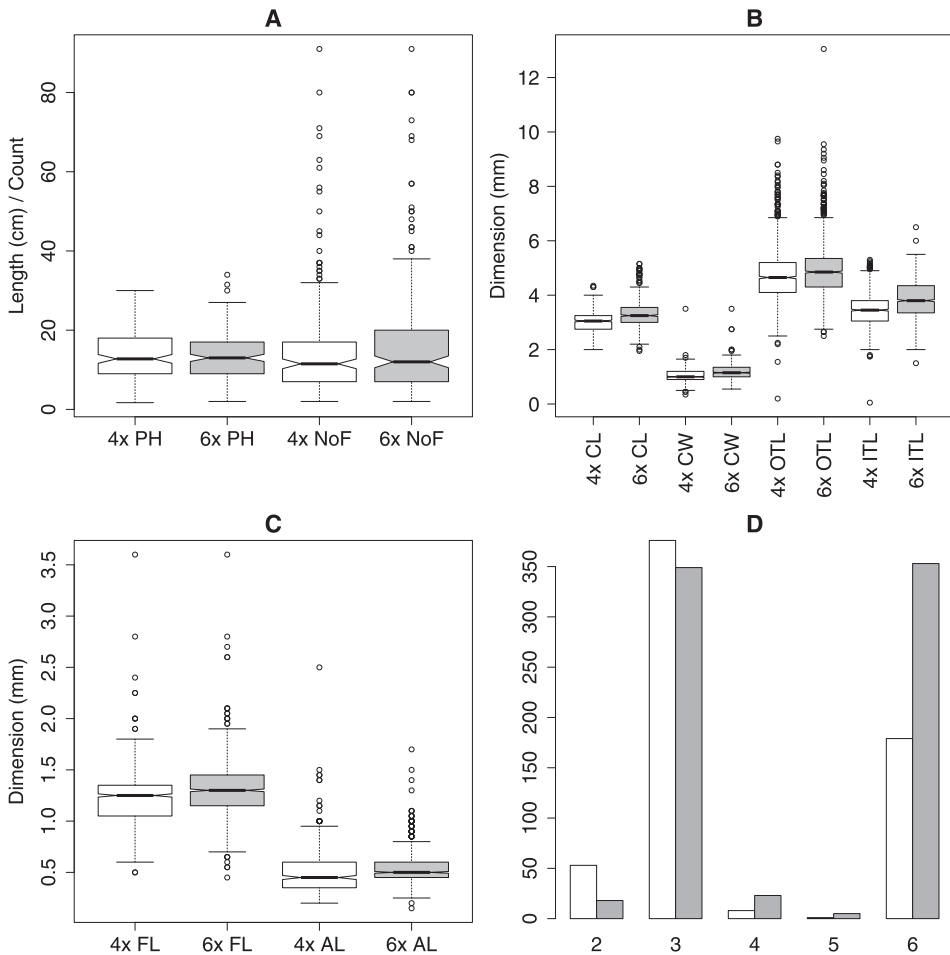 A
Length (cm) / Count
80
60
40
20
0
4x PH 6x PH 4x NoF 6x NoF
B
Dimension (mm)
12
10
8
6
4
2
0
4x CL
6x CL
4x CW
6x CW
4x OTL
6x OTL
4x ITL
6x ITL
C
Dimension (mm)
3.5
3.0
2.5
2.0
1.5
1.0
0.5
4x FL 6x FL 4x AL 6x AL
D
350
300
250
200
150
100
50
0
2 3 4 5 6